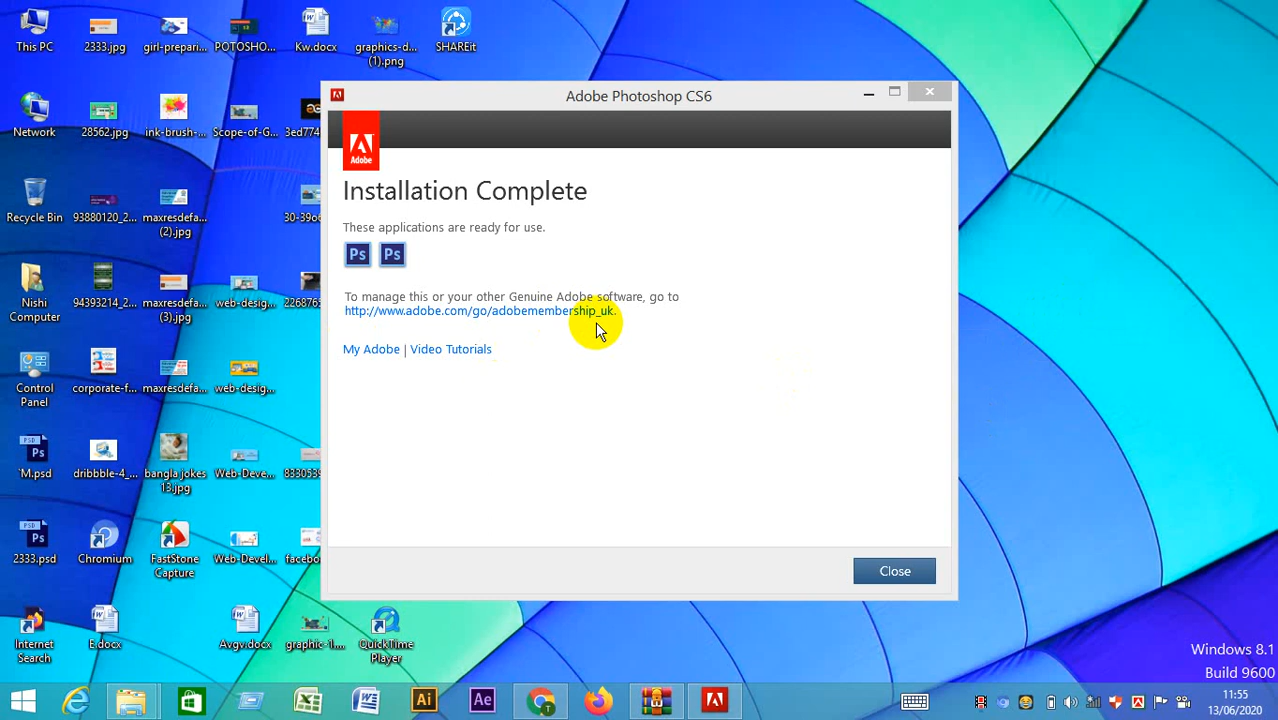 This PC
2333.jpg
girl-prepari...
POTOSHO...
Kw.docx
graphics-d...
(1).png
SHAREit
Network
28562.jpg
ink-brush-...
Scope-of-G...
3ed774
Recycle Bin
93880120_2...
maxresdefa...
(2).jpg
30-39o6
Nishi
Computer
94393214_2...
maxresdefa...
(3).jpg
web-desig...
226876
Control
Panel
corporate-f...
maxresdefa...
web-desig...
`M.psd
dribbble-4_...
bangla jokes
13.jpg
Web-Deve...
8330539
2333.psd
Chromium
FastStone
Capture
Web-Devel...
facebo
Internet
Search
E.docx
Avgv.docx
graphic-1....
QuickTime
Player
Adobe Photoshop CS6
Adobe
Installation Complete
These applications are ready for use.
Ps Ps
To manage this or your other Genuine Adobe software, go to
http://www.adobe.com/go/adobemembership_uk.
My Adobe | Video Tutorials
Close
Windows 8.1
Build 9600
Ai
Ae
11:55
13/06/2020